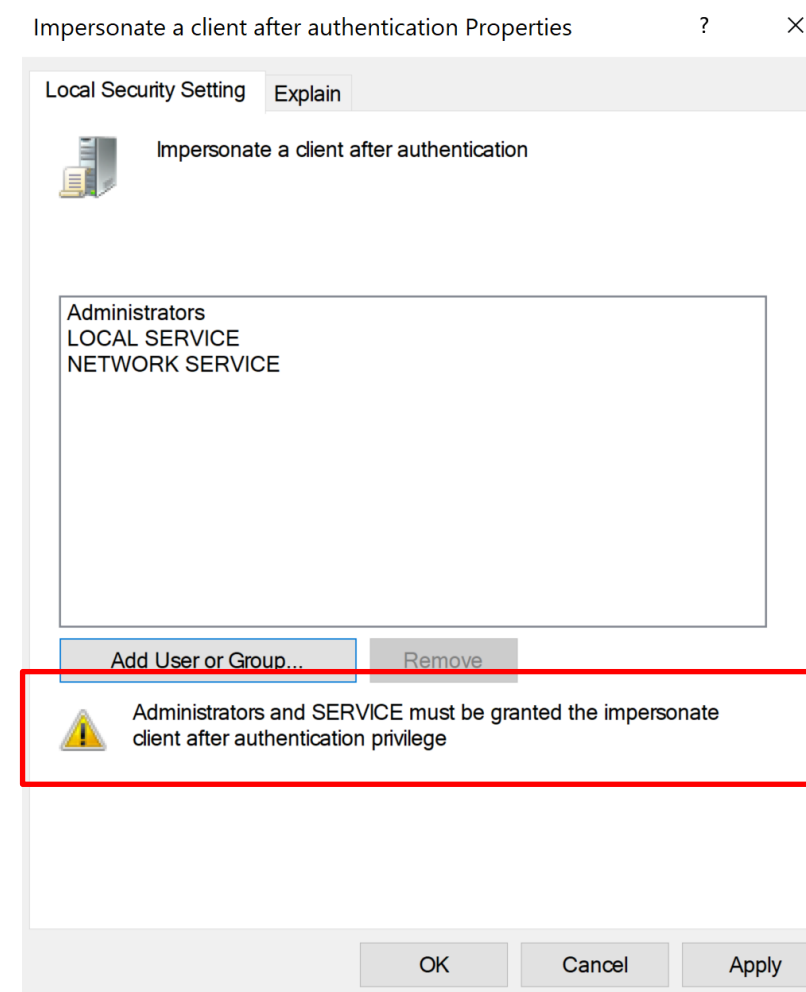 Impersonate a client after authentication Properties ?
Local Security Setting Explain
Impersonate a client after authentication
Administrators
LOCAL SERVICE
NETWORK SERVICE
Add User or Group... Remove
Administrators and SERVICE must be granted the impersonate
client after authentication privilege
OK Cancel Apply